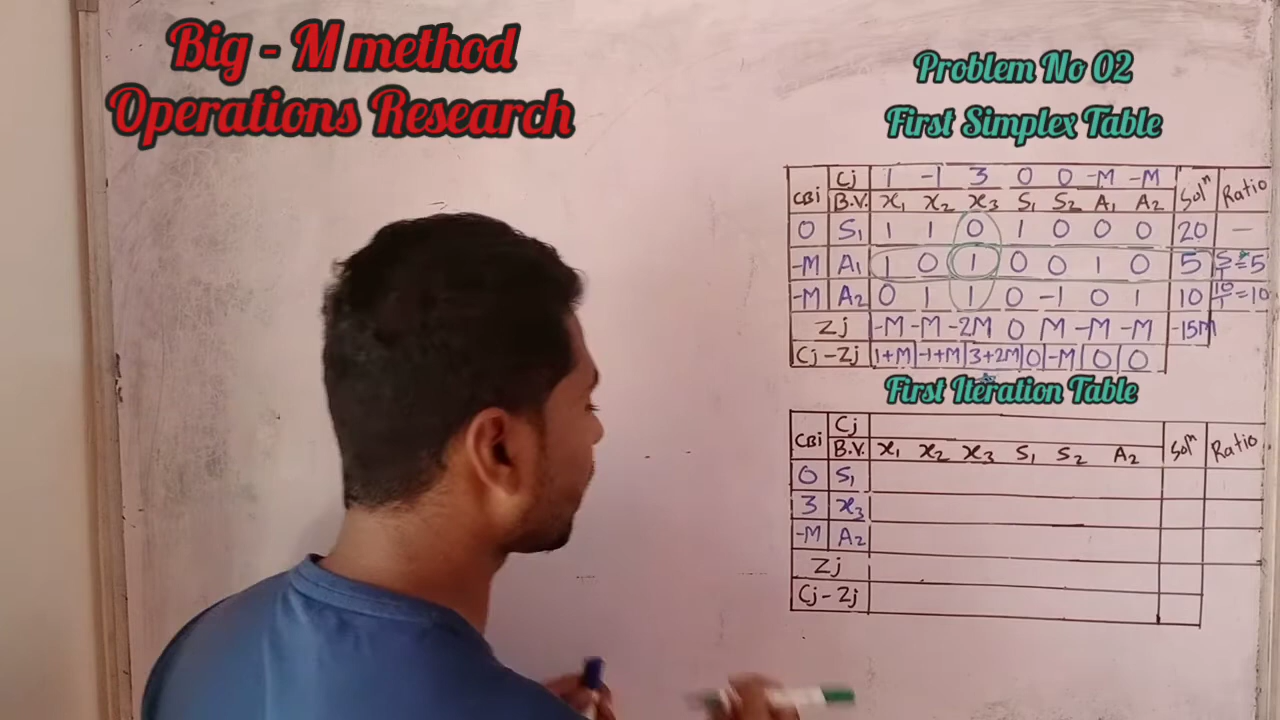 Big - M method
Operations Research
Problem No 02
First Simplex Table
CBi Cj 1 -1 3 0 0 -M -M Solⁿ Ratio
B.V. x₁ x₂ x₃ S₁ S₂ A₁ A₂
0 S₁ 1 1 0 1 0 0 0 20 —
-M A₁ 1 0 1 0 0 1 0 5 5/1=5
-M A₂ 0 1 1 0 -1 0 1 10 10/1=10
Zj -M -M -2M 0 M -M -M -15M
Cj-Zj 1+M -1+M 3+2M 0 -M 0 0
First Iteration Table
CBi Cj Solⁿ Ratio
B.V. x₁ x₂ x₃ S₁ S₂ A₂
0 S₁
3 x₃
-M A₂
Zj
Cj-Zj